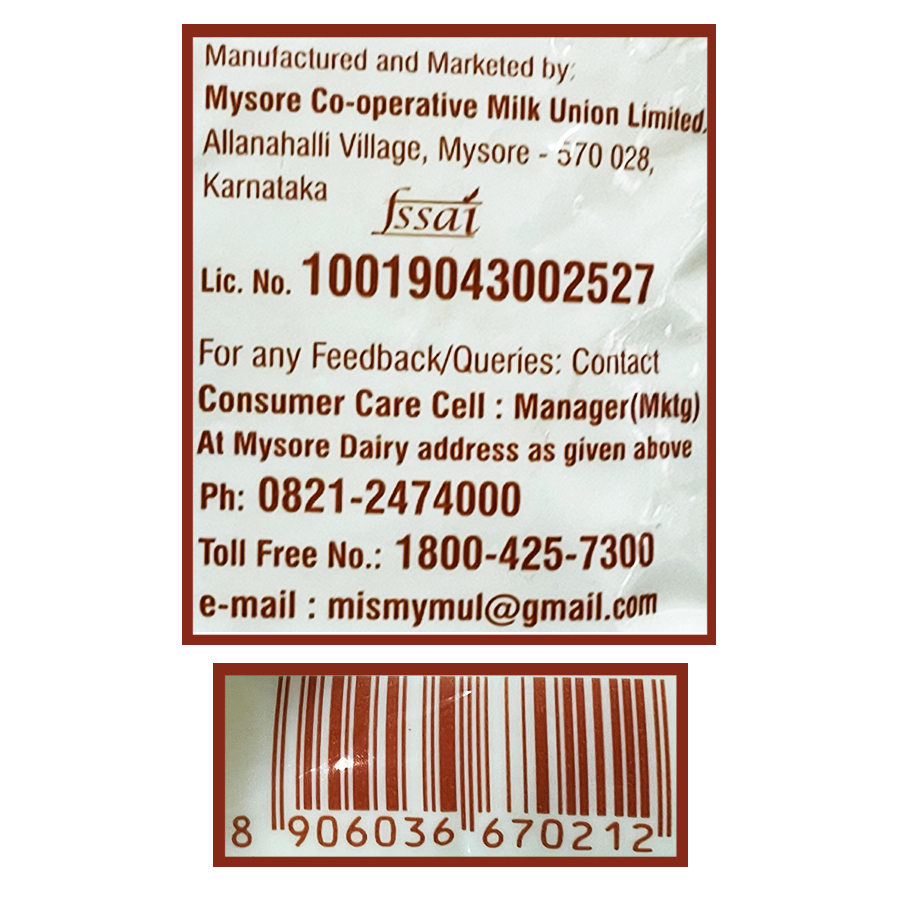 Manufactured and Marketed by:
Mysore Co-operative Milk Union Limited,
Allanahalli Village, Mysore - 570 028,
Karnataka
fssai
Lic. No. 10019043002527
For any Feedback/Queries: Contact
Consumer Care Cell : Manager(Mktg)
At Mysore Dairy address as given above
Ph: 0821-2474000
Toll Free No.: 1800-425-7300
e-mail : mismymul@gmail.com
8 906036 670212